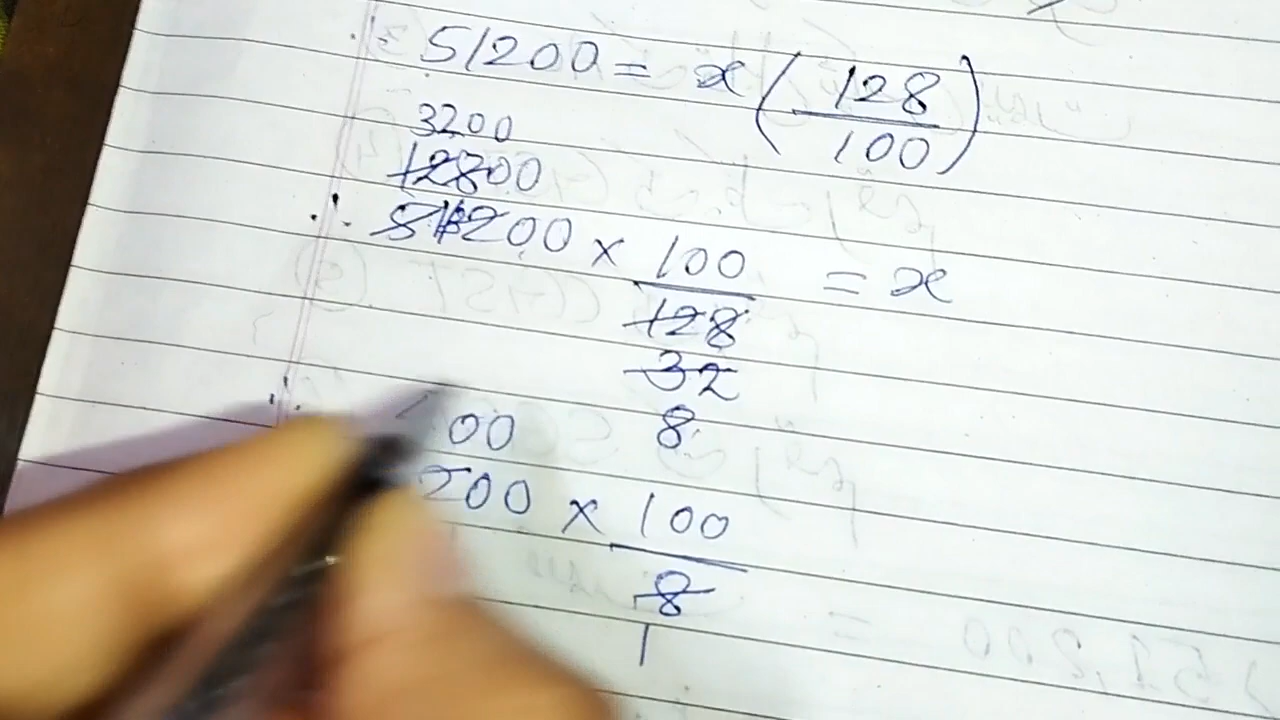 51200 = x ( 128 / 100 )
3200
12800
∴ 51200 × 100 / 128 = x
32
8
00
200 × 100 / 8
1